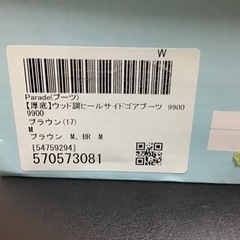 W
Parade(ブーツ)
【厚底】ウッド調ヒールサイドゴアブーツ 9900
9900
ブラウン(17)
M
ブラウン M, BR M
[54759294]
570573081